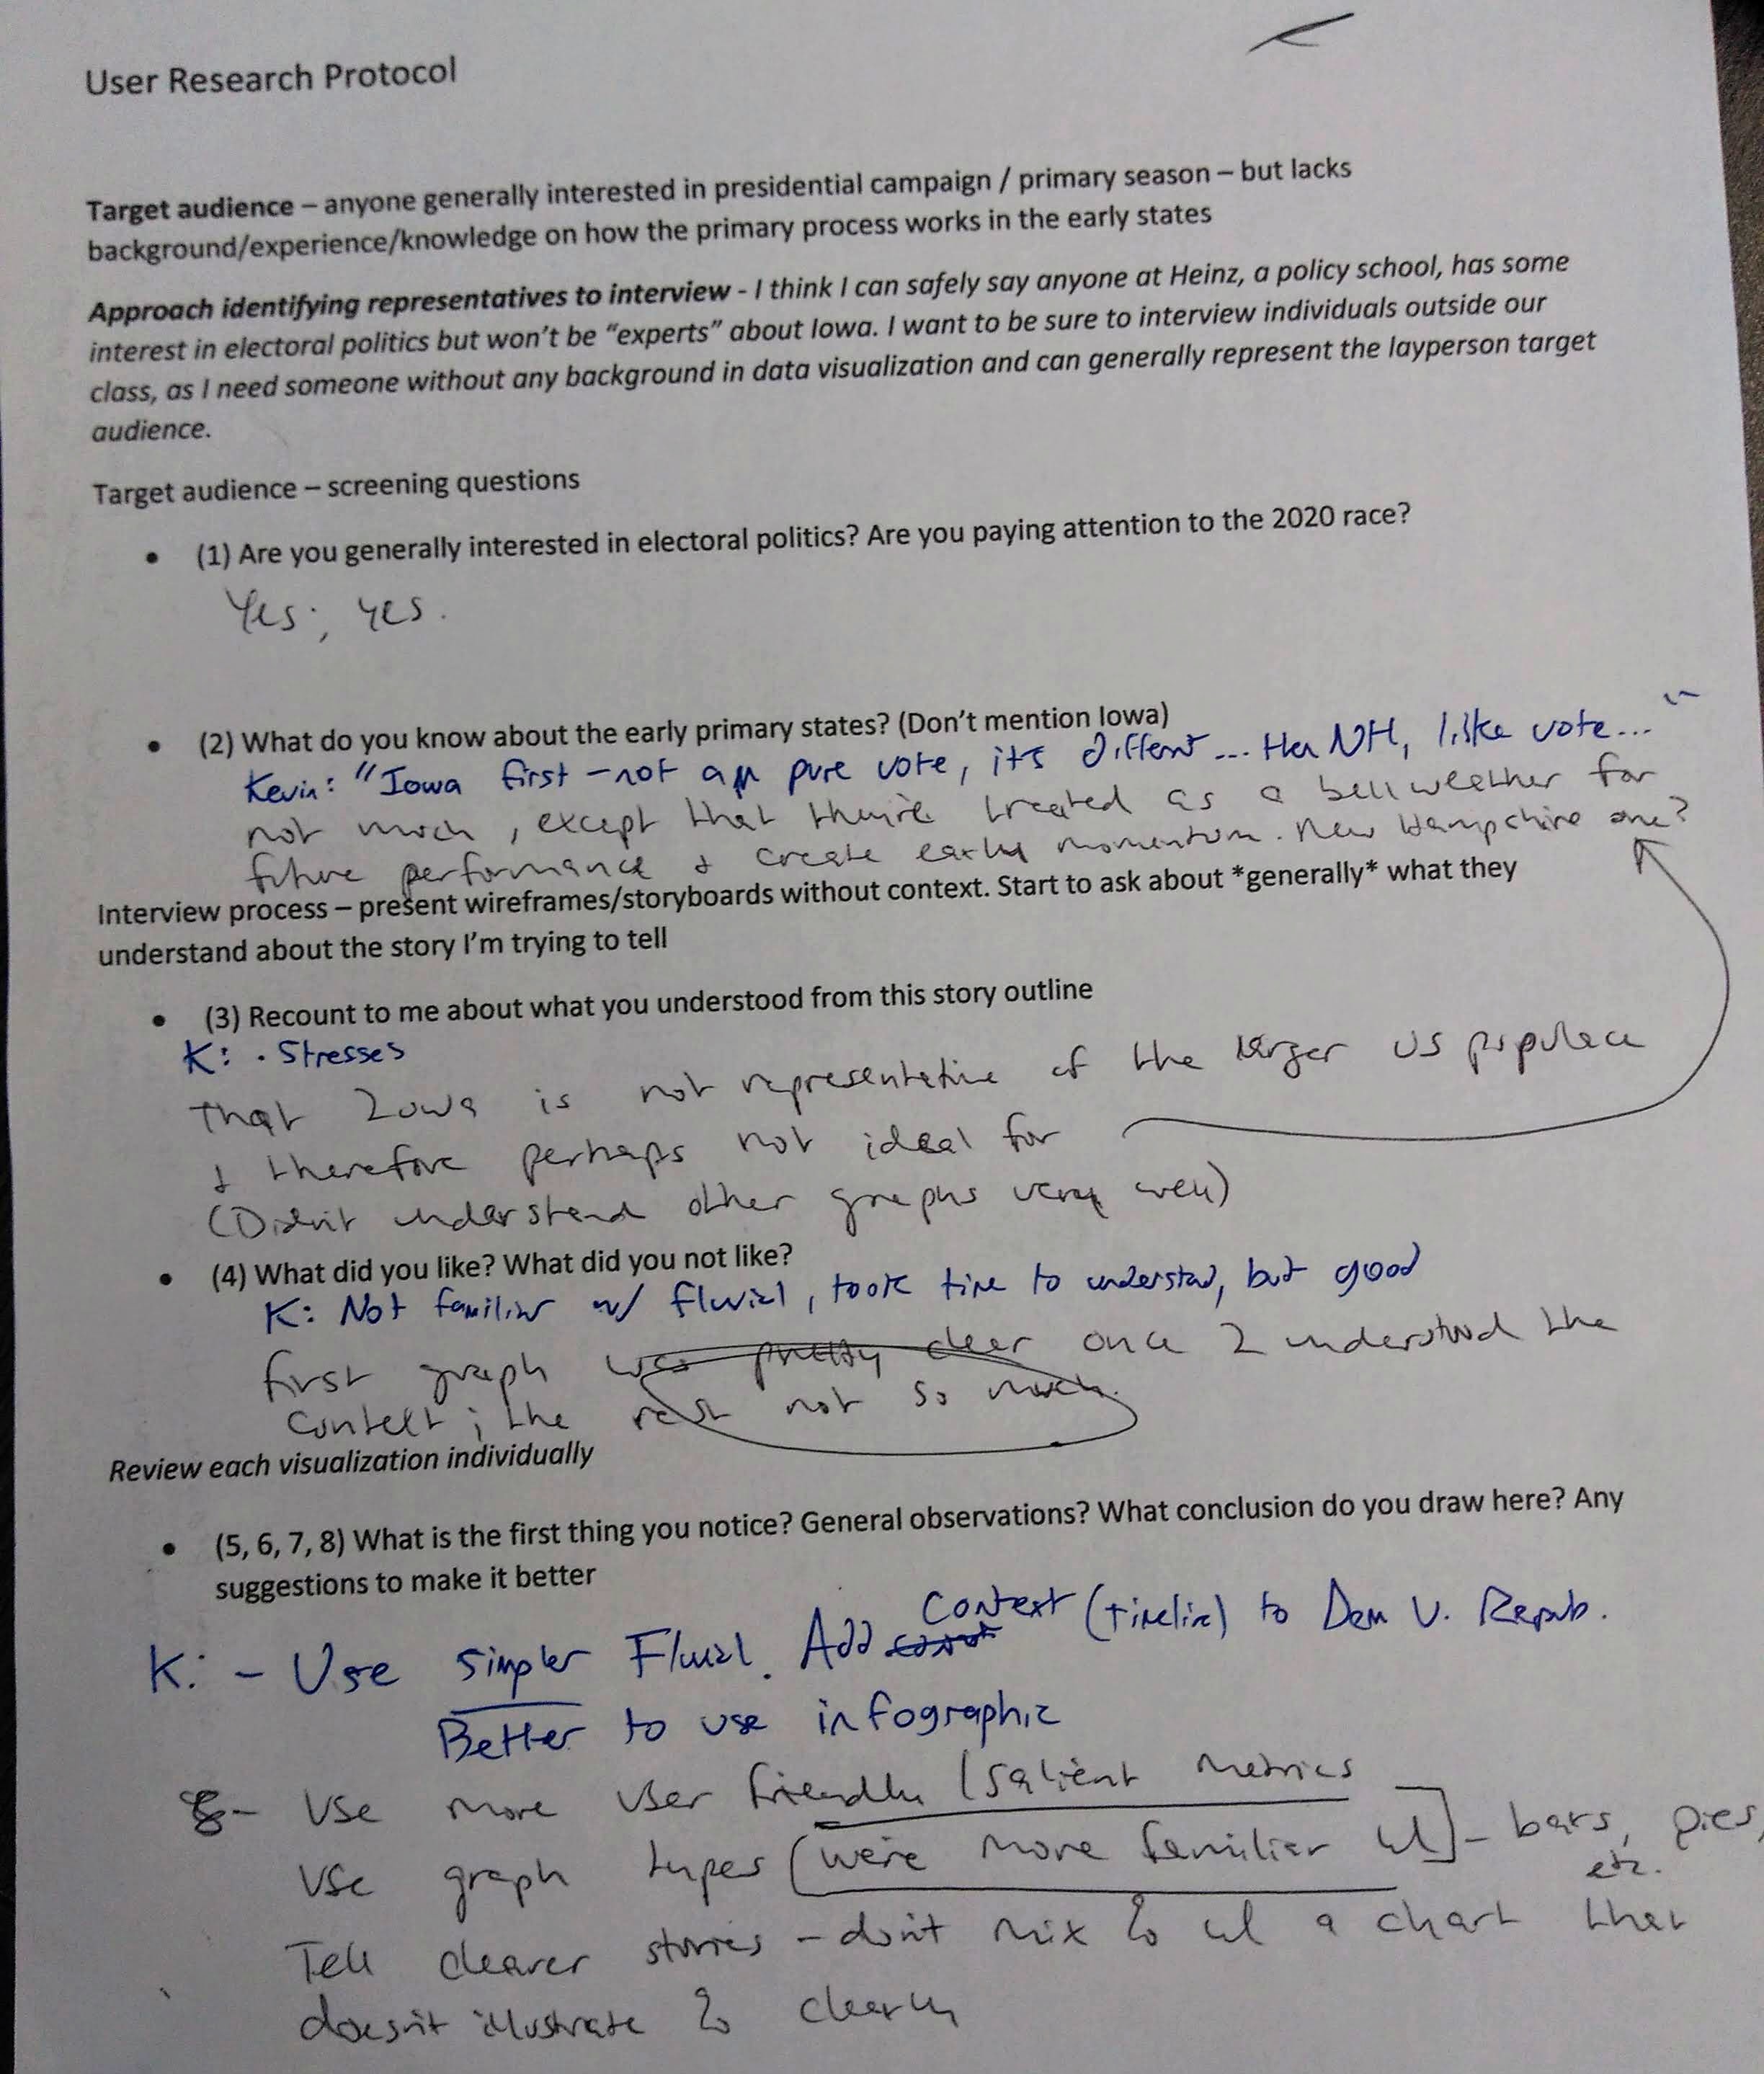 User Research Protocol
Target audience – anyone generally interested in presidential campaign / primary season – but lacks
background/experience/knowledge on how the primary process works in the early states
Approach identifying representatives to interview - I think I can safely say anyone at Heinz, a policy school, has some
interest in electoral politics but won't be “experts” about Iowa. I want to be sure to interview individuals outside our
class, as I need someone without any background in data visualization and can generally represent the layperson target
audience.
Target audience – screening questions
• (1) Are you generally interested in electoral politics? Are you paying attention to the 2020 race?
Yes; yes.
• (2) What do you know about the early primary states? (Don't mention Iowa)
Kevin: "Iowa first – not a pure vote, it's different... then NH, like vote..."
not much, except that they're treated as a bellweather for
future performance & create early momentum. New Hampshire one?
Interview process – present wireframes/storyboards without context. Start to ask about *generally* what they
understand about the story I'm trying to tell
• (3) Recount to me about what you understood from this story outline
K: . Stresses
That Iowa is not representative of the larger US populace
& therefore perhaps not ideal for
(Didn't understand other graphs very well)
• (4) What did you like? What did you not like?
K: Not familiar w/ fluvial, took time to understand, but good
first graph was pretty clear once I understood the
context; the rest not so much.
Review each visualization individually
• (5, 6, 7, 8) What is the first thing you notice? General observations? What conclusion do you draw here? Any
suggestions to make it better
K: – Use simpler Fluvial. Add context (timeline) to Dem V. Repub.
Better to use infographic
8– Use more user friendly / salient metrics
Use graph types (we're more familiar w/] – bars, pies,
etc.
Tell clearer stories – don't mix % w/ a chart that
doesn't illustrate % clearly